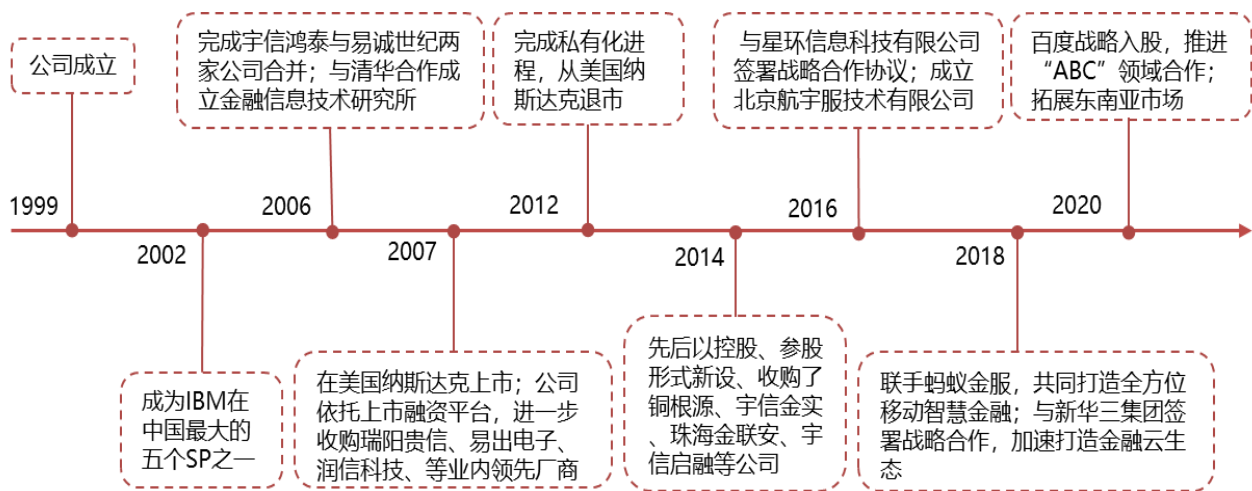 公司成立
完成宇信鸿泰与易诚世纪两
家公司合并；与清华合作成
立金融信息技术研究所
完成私有化进
程，从美国纳
斯达克退市
与星环信息科技有限公司
签署战略合作协议；成立
北京航宇服技术有限公司
百度战略入股，推进
“ABC”领域合作；
拓展东南亚市场
1999
2002
2006
2007
2012
2014
2016
2018
2020
成为IBM在
中国最大的
五个SP之一
在美国纳斯达克上市；公司
依托上市融资平台，进一步
收购瑞阳贵信、易出电子、
润信科技、等业内领先厂商
先后以控股、参股
形式新设、收购了
铜根源、宇信金实
、珠海金联安、宇
信启融等公司
联手蚂蚁金服，共同打造全方位
移动智慧金融；与新华三集团签
署战略合作，加速打造金融云生
态